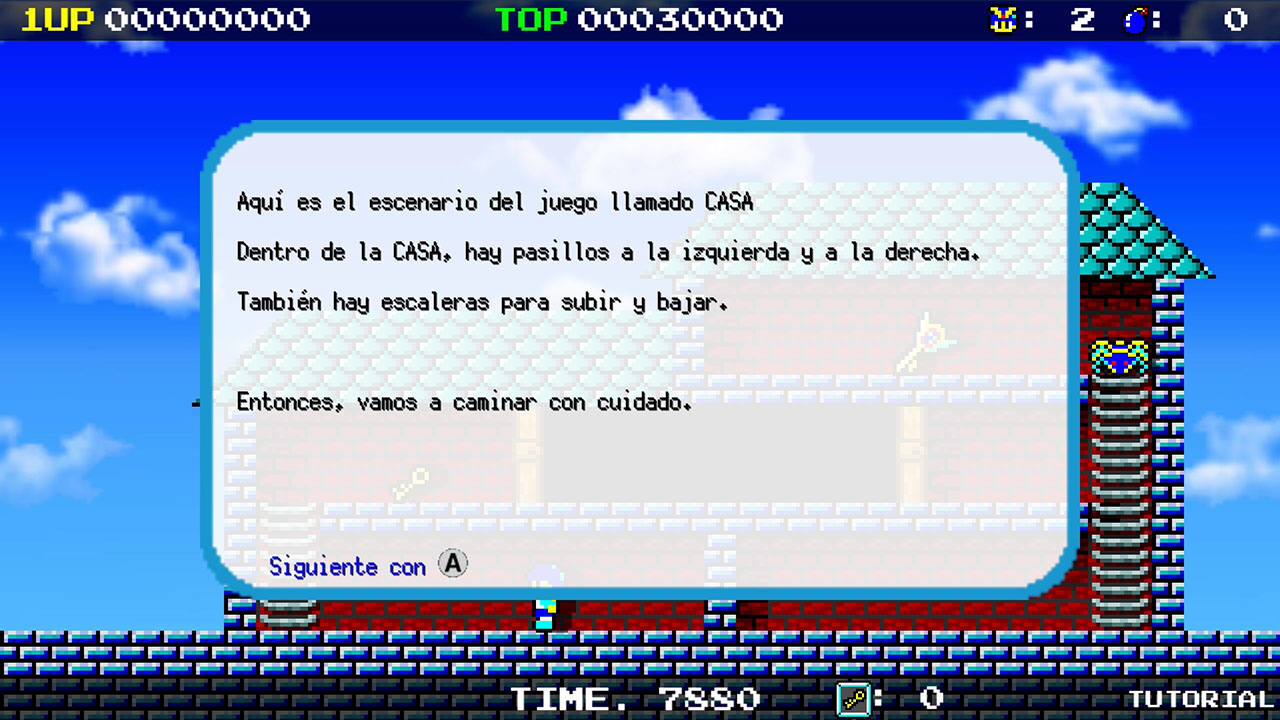 1UP 00000000 TOP 00030000 : 2 : 0
Aquí es el escenario del juego llamado CASA
Dentro de la CASA, hay pasillos a la izquierda y a la derecha.
También hay escaleras para subir y bajar.
Entonces, vamos a caminar con cuidado.
Siguiente con A
TIME. 7880 : 0 TUTORIAL